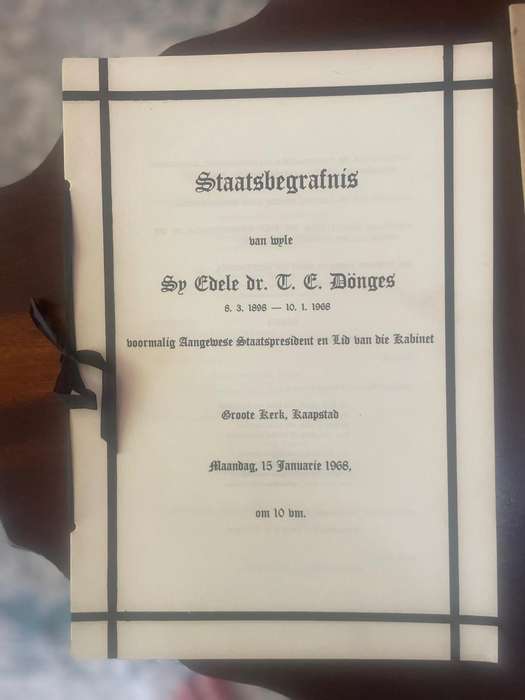 Staatsbegrafnis
van wyle
Sy Edele dr. T. E. Dönges
8. 3. 1898 — 10. 1. 1968
voormalig Aangewese Staatspresident en Lid van die Kabinet
Groote Kerk, Kaapstad
Maandag, 15 Januarie 1968,
om 10 vm.